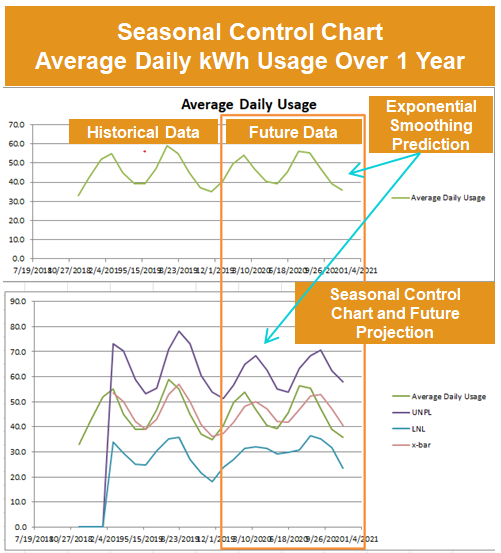 Seasonal Control Chart
Average Daily kWh Usage Over 1 Year
Average Daily Usage
Exponential
Smoothing
Prediction
Historical Data
Future Data
70.0
60.0
50.0
40.0
30.0
20.0
10.0
0.0
Average Daily Usage
7/19/2018 10/27/2018 2/4/2019 5/15/2019 8/23/2019 12/1/2019 3/10/2020 6/18/2020 9/26/2020 1/4/2021
Seasonal Control
Chart and Future
Projection
90.0
80.0
70.0
60.0
50.0
40.0
30.0
20.0
10.0
0.0
Average Daily Usage
UNPL
LNL
x-bar
7/19/2018 10/27/2018 2/4/2019 5/15/2019 8/23/2019 12/1/2019 3/10/2020 6/18/2020 9/26/2020 1/4/2021